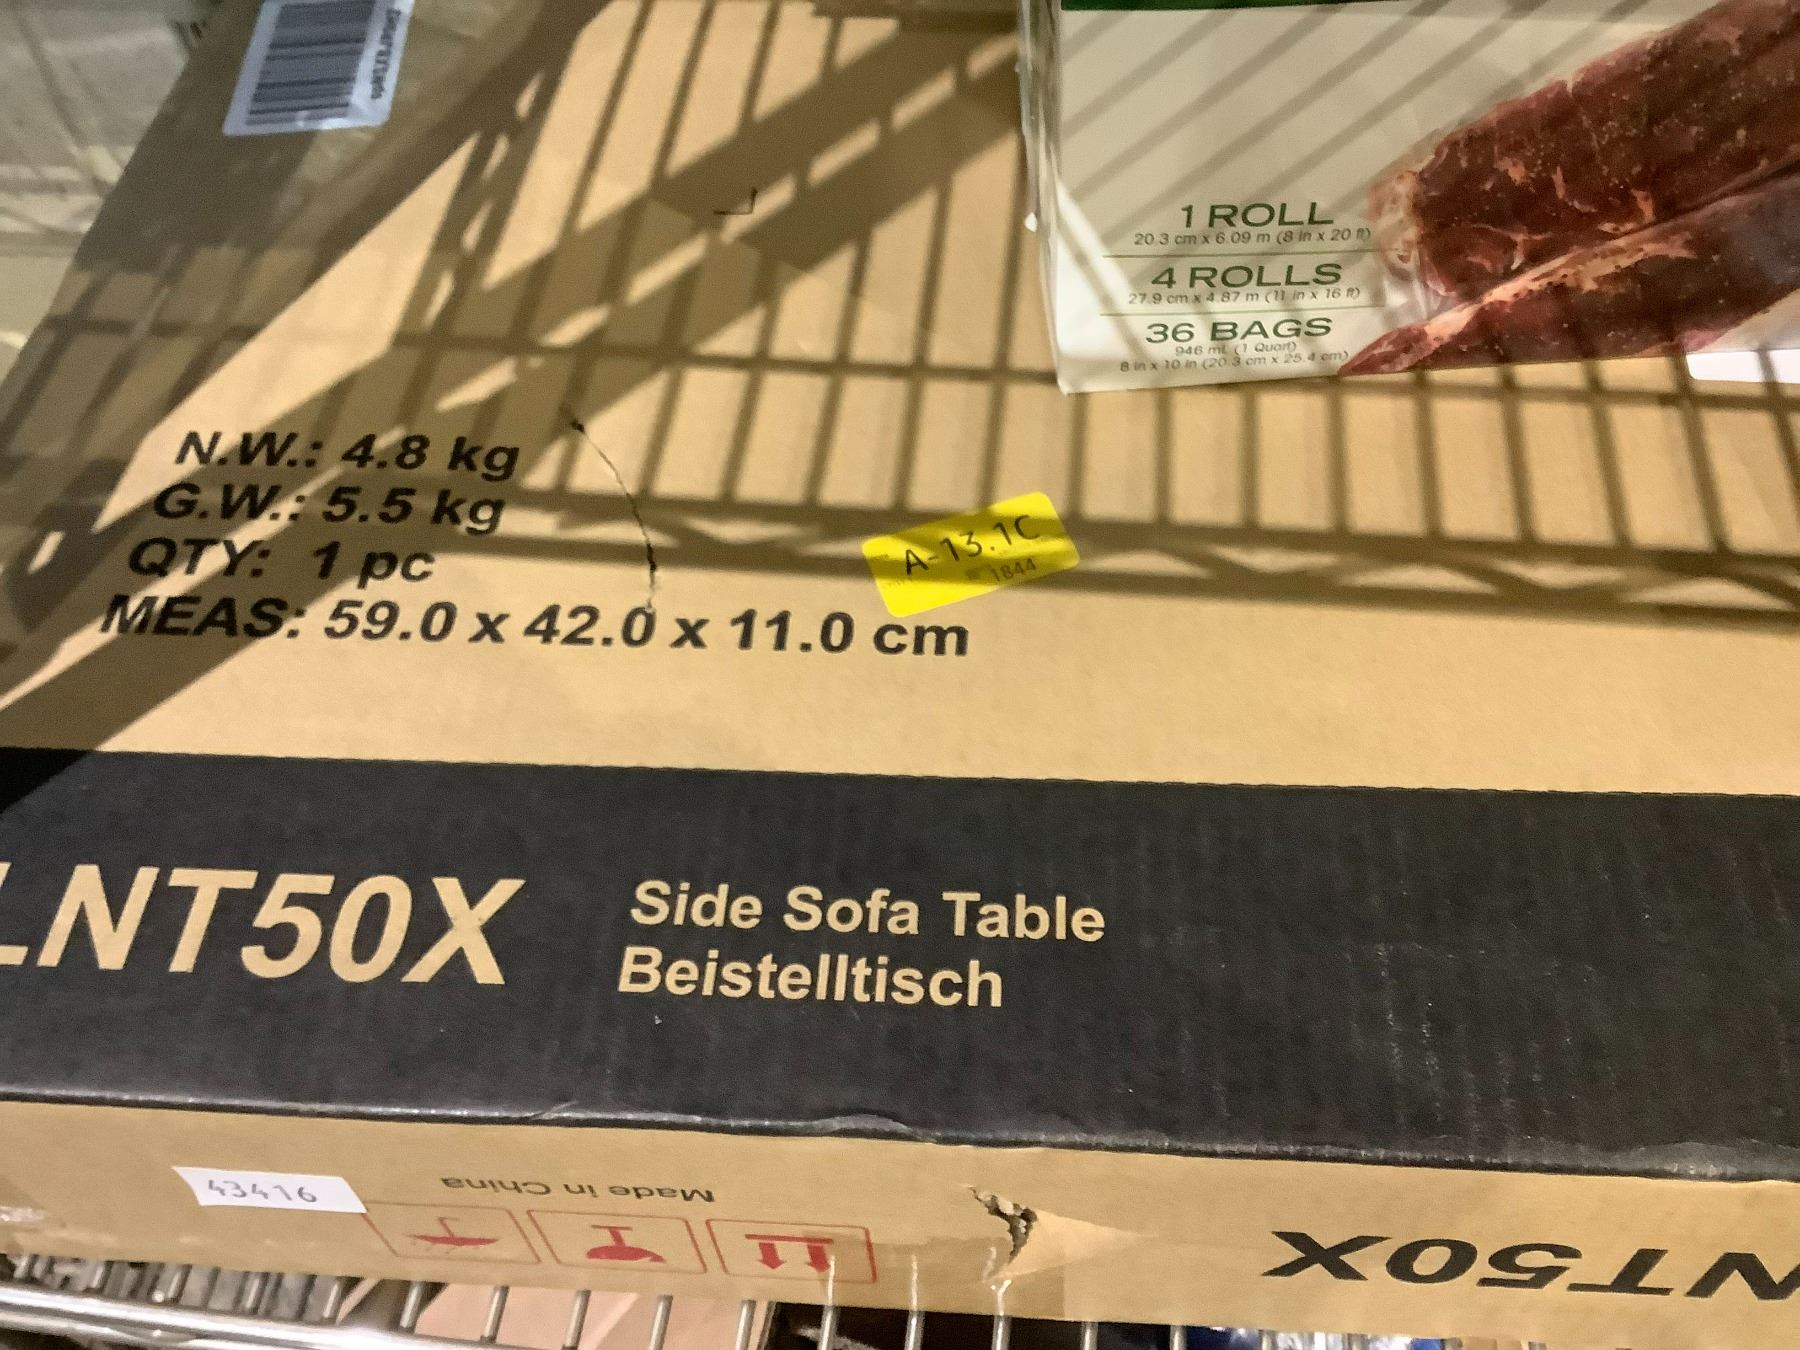 1 ROLL
20.3 cm x 6.09 m (8 in x 20 ft)
4 ROLLS
27.9 cm x 4.87 m (11 in x 16 ft)
36 BAGS
946 mL (1 Quart)
8 in x 10 in (20.3 cm x 25.4 cm)
N.W.: 4.8 kg
G.W.: 5.5 kg
QTY: 1 pc
MEAS: 59.0 x 42.0 x 11.0 cm
A-13.1C
1844
LNT50X
Side Sofa Table
Beistelltisch
43416
Made in China
NT50X